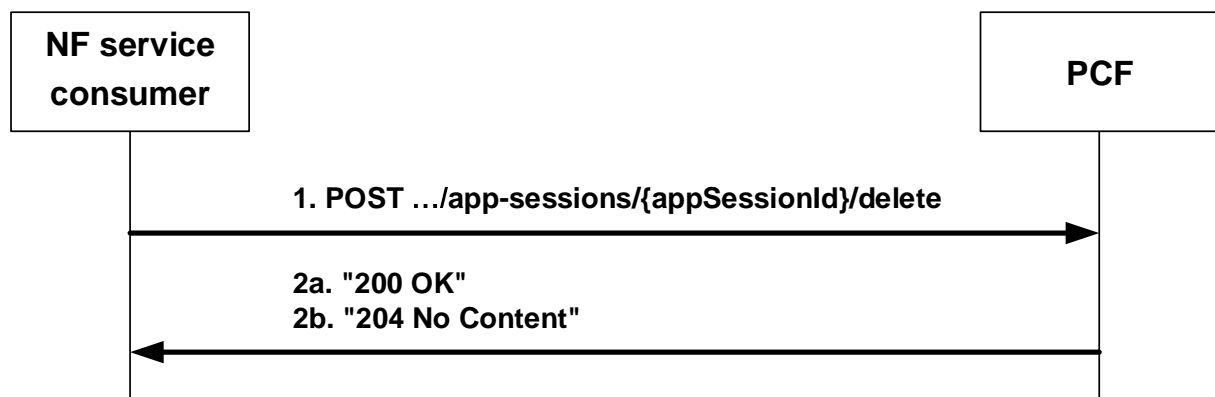 NF service
consumer
PCF
1. POST …/app-sessions/{appSessionId}/delete
2a. "200 OK"
2b. "204 No Content"